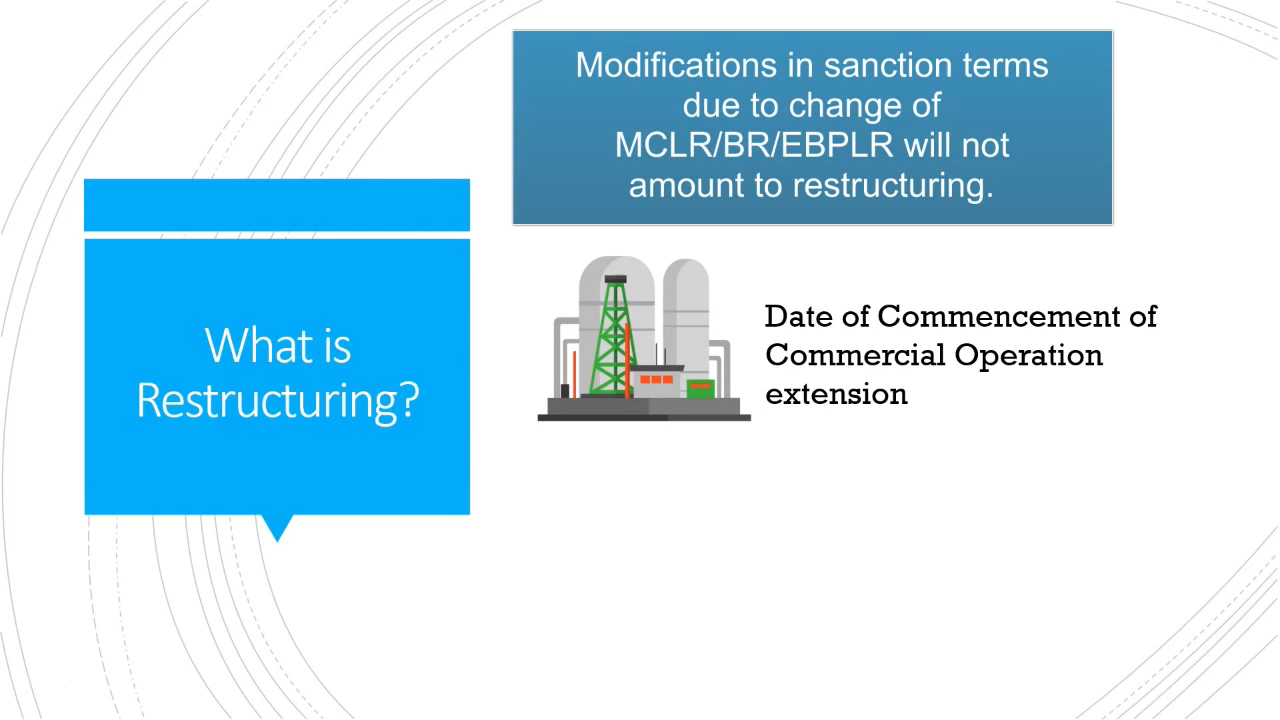 What is
Restructuring?
Modifications in sanction terms
due to change of
MCLR/BR/EBPLR will not
amount to restructuring.
Date of Commencement of
Commercial Operation
extension